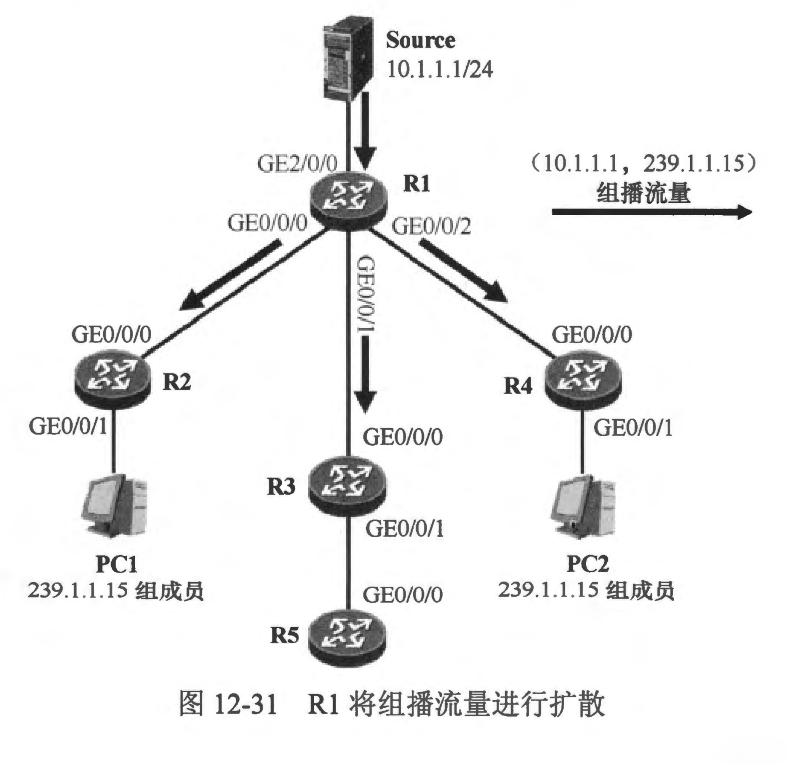 Source
10.1.1.1/24
GE2/0/0
R1
（10.1.1.1，239.1.1.15）
组播流量
GE0/0/0
GE0/0/2
GE0/0/1
GE0/0/0
R2
GE0/0/0
R4
GE0/0/1
GE0/0/1
GE0/0/0
R3
GE0/0/1
PC1
239.1.1.15 组成员
PC2
239.1.1.15 组成员
GE0/0/0
R5
图 12-31 R1 将组播流量进行扩散